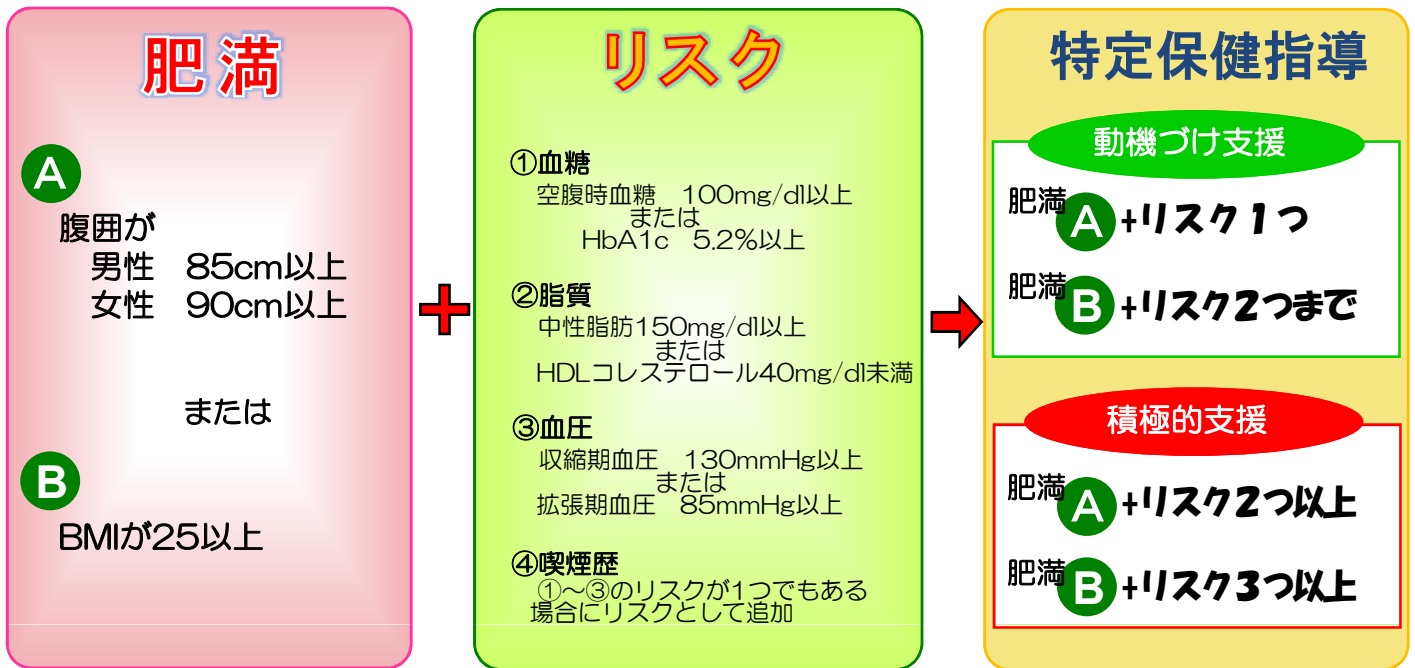 肥満
A
腹囲が
男性 85cm以上
女性 90cm以上
または
B
BMIが25以上
+
リスク
①血糖
空腹時血糖 100mg/dl以上
または
HbA1c 5.2%以上
②脂質
中性脂肪150mg/dl以上
または
HDLコレステロール40mg/dl未満
③血圧
収縮期血圧 130mmHg以上
または
拡張期血圧 85mmHg以上
④喫煙歴
①～③のリスクが1つでもある
場合にリスクとして追加
特定保健指導
動機づけ支援
肥満A+リスク1つ
肥満B+リスク2つまで
積極的支援
肥満A+リスク2つ以上
肥満B+リスク3つ以上